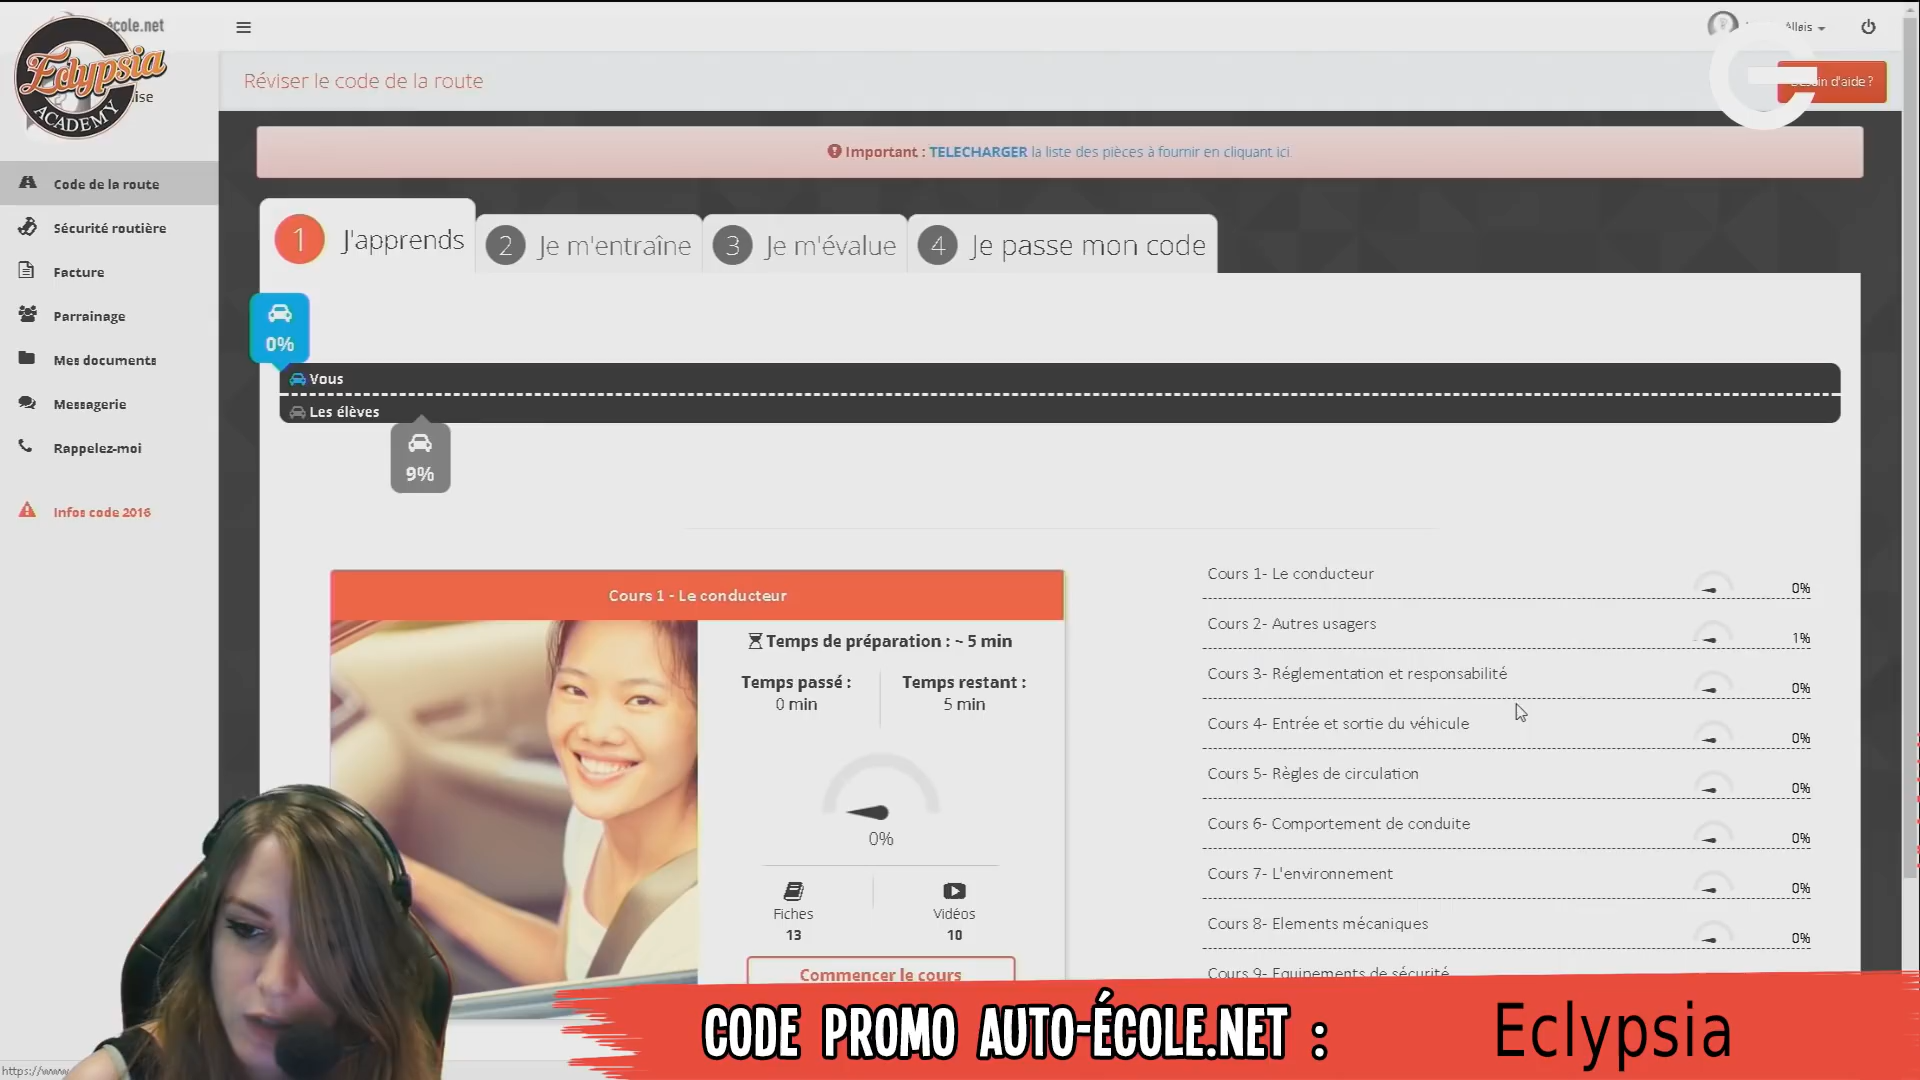 école.net
Eclypsia
ACADEMY
Allais
Réviser le code de la route
d'aide ?
Important : TELECHARGER la liste des pièces à fournir en cliquant ici.
Code de la route
Sécurité routière
Facture
Parrainage
Mes documents
Messagerie
Rappelez-moi
Infos code 2016
1 J'apprends
2 Je m'entraîne
3 Je m'évalue
4 Je passe mon code
0%
Vous
Les élèves
9%
Cours 1 - Le conducteur
Temps de préparation : ~ 5 min
Temps passé :
0 min
Temps restant :
5 min
0%
Fiches
13
Vidéos
10
Commencer le cours
Cours 1- Le conducteur 0%
Cours 2- Autres usagers 1%
Cours 3- Réglementation et responsabilité 0%
Cours 4- Entrée et sortie du véhicule 0%
Cours 5- Règles de circulation 0%
Cours 6- Comportement de conduite 0%
Cours 7- L'environnement 0%
Cours 8- Elements mécaniques 0%
Cours 9- Equipements de sécurité
CODE PROMO AUTO-ÉCOLE.NET :
Eclypsia
https://www.